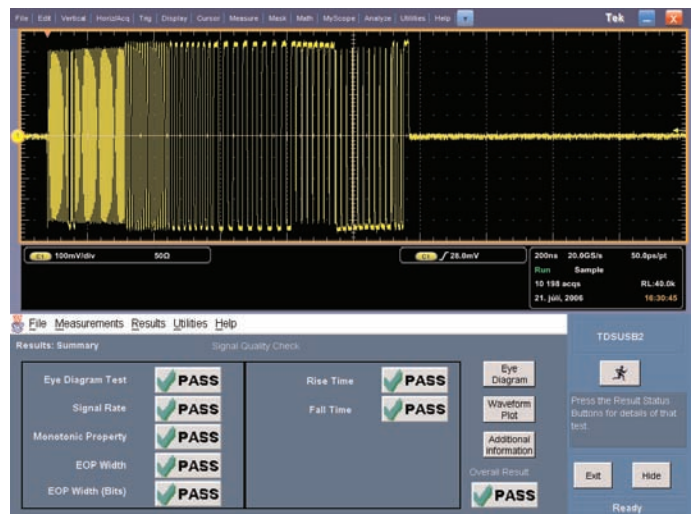 File | Edit | Vertical | Horiz/Acq | Trig | Display | Cursor | Measure | Mask | Math | MyScope | Analyze | Utilities | Help
Tek
C1 100mV/div 50Ω
C1 28.0mV
200ns 20.0GS/s 50.0ps/pt
Run Sample
10 198 acqs RL:40.0k
21. júlí, 2006 16:30:45
File Measurements Results Utilities Help
Results: Summary Signal Quality Check
Eye Diagram Test PASS
Signal Rate PASS
Monotonic Property PASS
EOP Width PASS
EOP Width (Bits) PASS
Rise Time PASS
Fall Time PASS
Eye Diagram
Waveform Plot
Additional Information
Overall Result
PASS
TDSUSB2
Press the Result Status
Buttons for details of that
test.
Exit Hide
Ready